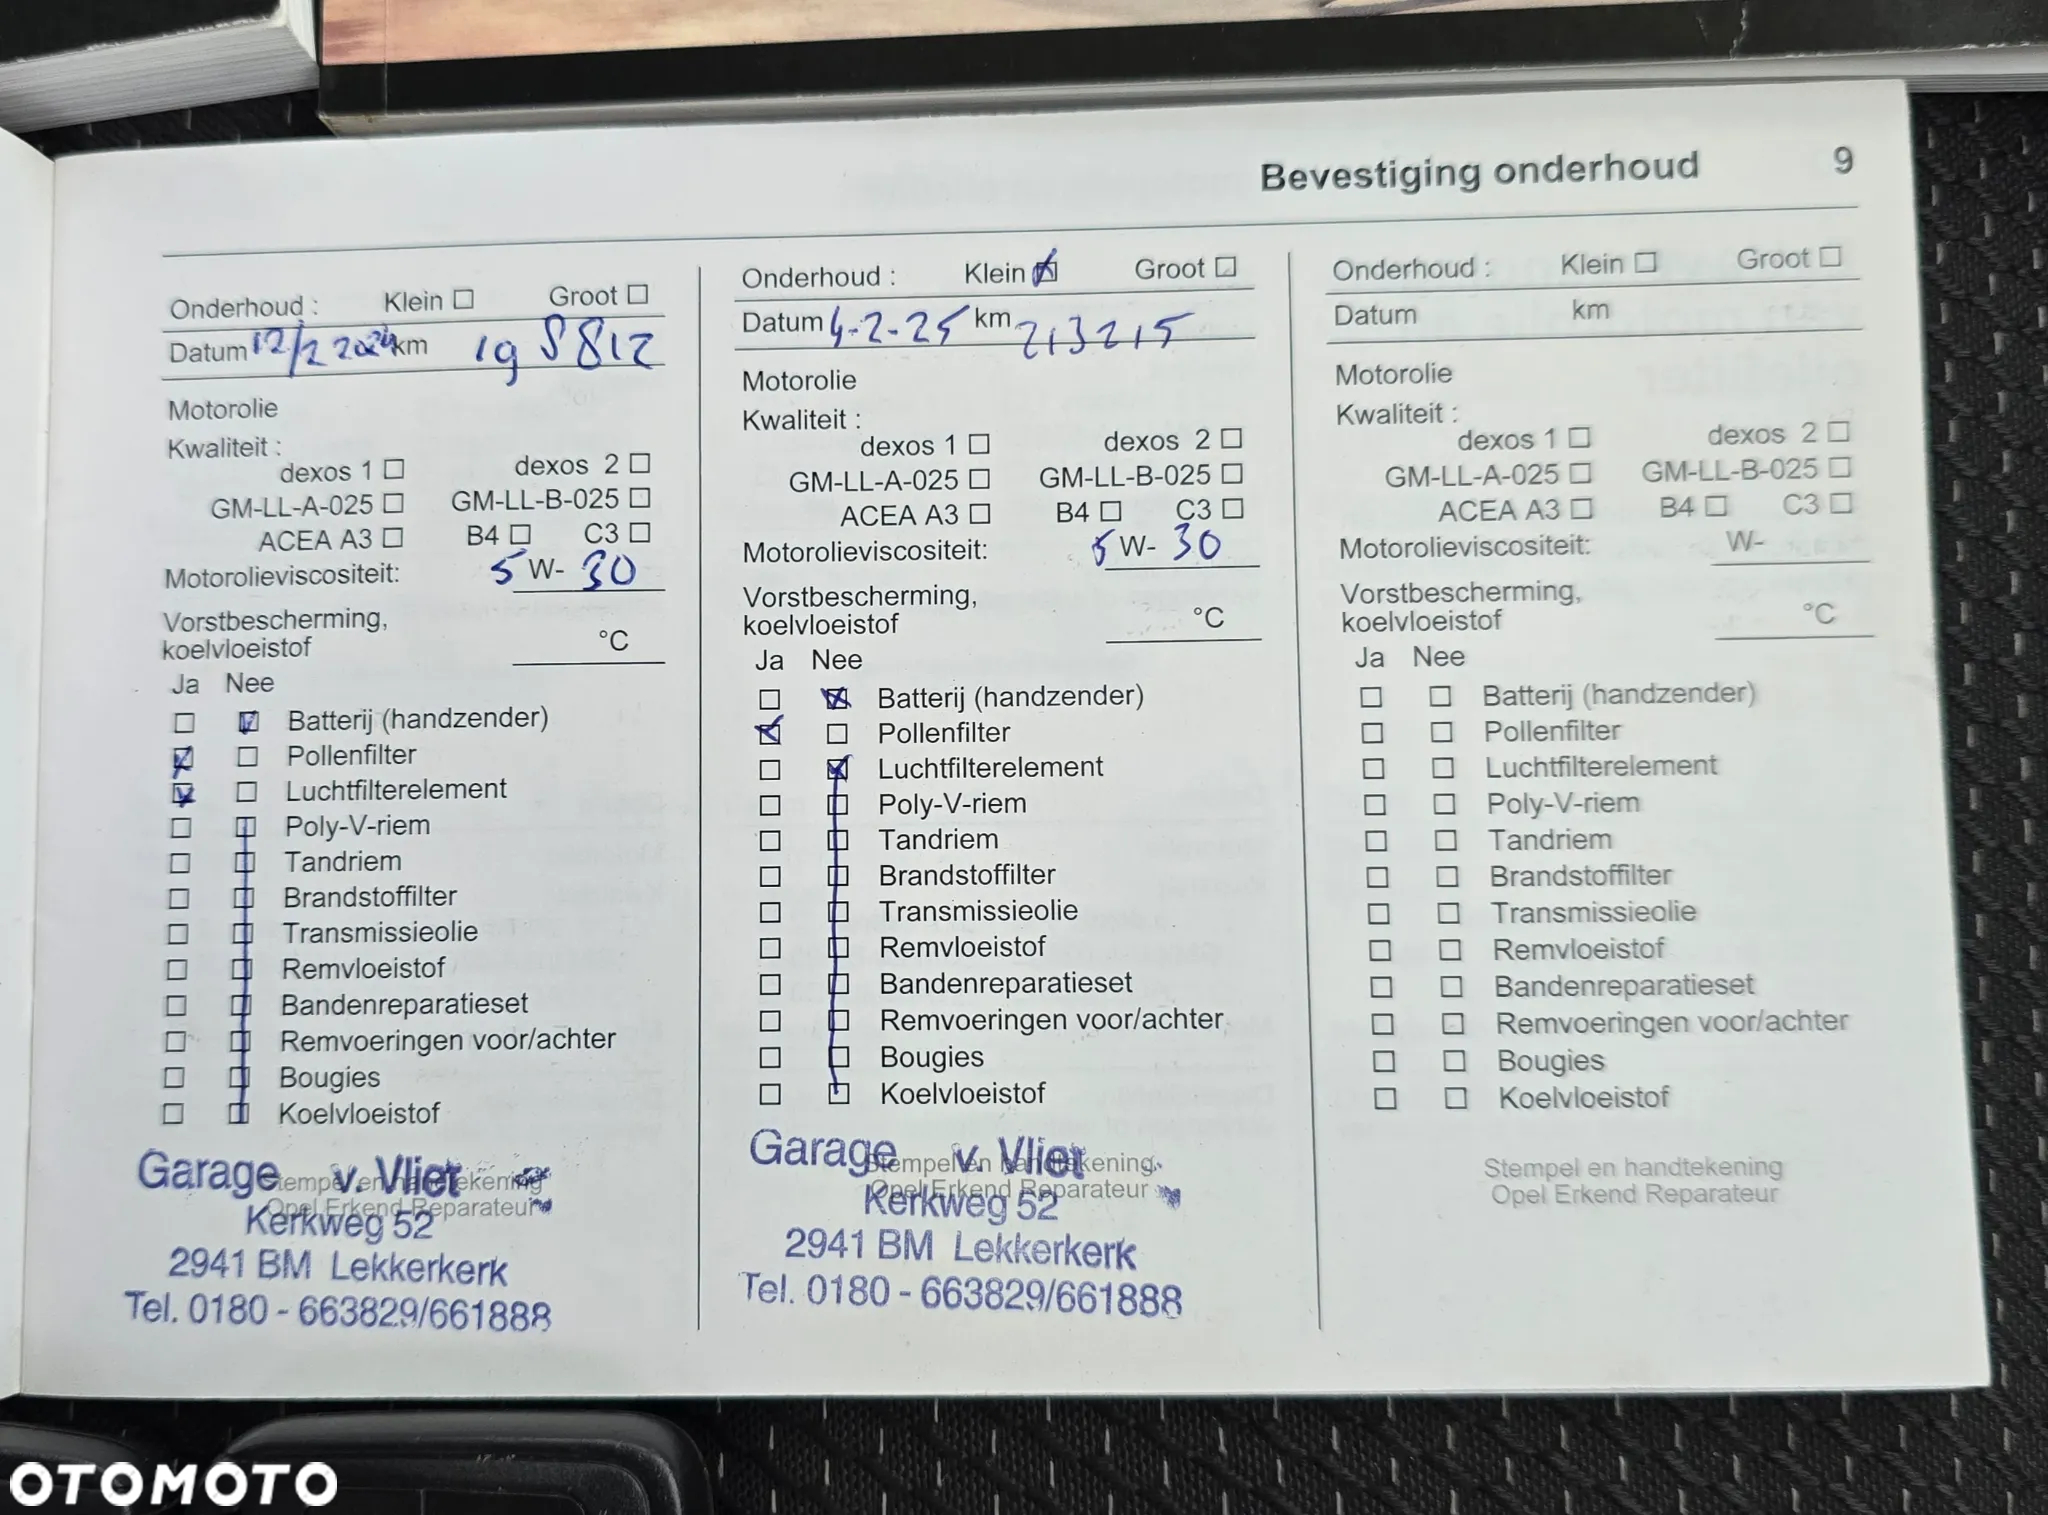 Bevestiging onderhoud 9
Onderhoud : Klein Groot
Datum 12/2 2024 km 198812
Motorolie
Kwaliteit :
dexos 1 dexos 2
GM-LL-A-025 GM-LL-B-025
ACEA A3 B4 C3
Motorolieviscositeit: 5 W- 30
Vorstbescherming,
koelvloeistof °C
Ja Nee
Batterij (handzender)
Pollenfilter
Luchtfilterelement
Poly-V-riem
Tandriem
Brandstoffilter
Transmissieolie
Remvloeistof
Bandenreparatieset
Remvoeringen voor/achter
Bougies
Koelvloeistof
Stempel en handtekening
Opel Erkend Reparateur
Garage v. Vliet
Kerkweg 52
2941 BM Lekkerkerk
Tel. 0180 - 663829/661888
Onderhoud : Klein Groot
Datum 4-2-25 km 213215
Motorolie
Kwaliteit :
dexos 1 dexos 2
GM-LL-A-025 GM-LL-B-025
ACEA A3 B4 C3
Motorolieviscositeit: 5 W- 30
Vorstbescherming,
koelvloeistof °C
Ja Nee
Batterij (handzender)
Pollenfilter
Luchtfilterelement
Poly-V-riem
Tandriem
Brandstoffilter
Transmissieolie
Remvloeistof
Bandenreparatieset
Remvoeringen voor/achter
Bougies
Koelvloeistof
Stempel en handtekening
Opel Erkend Reparateur
Garage v. Vliet
Kerkweg 52
2941 BM Lekkerkerk
Tel. 0180 - 663829/661888
Onderhoud : Klein Groot
Datum km
Motorolie
Kwaliteit :
dexos 1 dexos 2
GM-LL-A-025 GM-LL-B-025
ACEA A3 B4 C3
Motorolieviscositeit: W-
Vorstbescherming,
koelvloeistof °C
Ja Nee
Batterij (handzender)
Pollenfilter
Luchtfilterelement
Poly-V-riem
Tandriem
Brandstoffilter
Transmissieolie
Remvloeistof
Bandenreparatieset
Remvoeringen voor/achter
Bougies
Koelvloeistof
Stempel en handtekening
Opel Erkend Reparateur
OTOMOTO